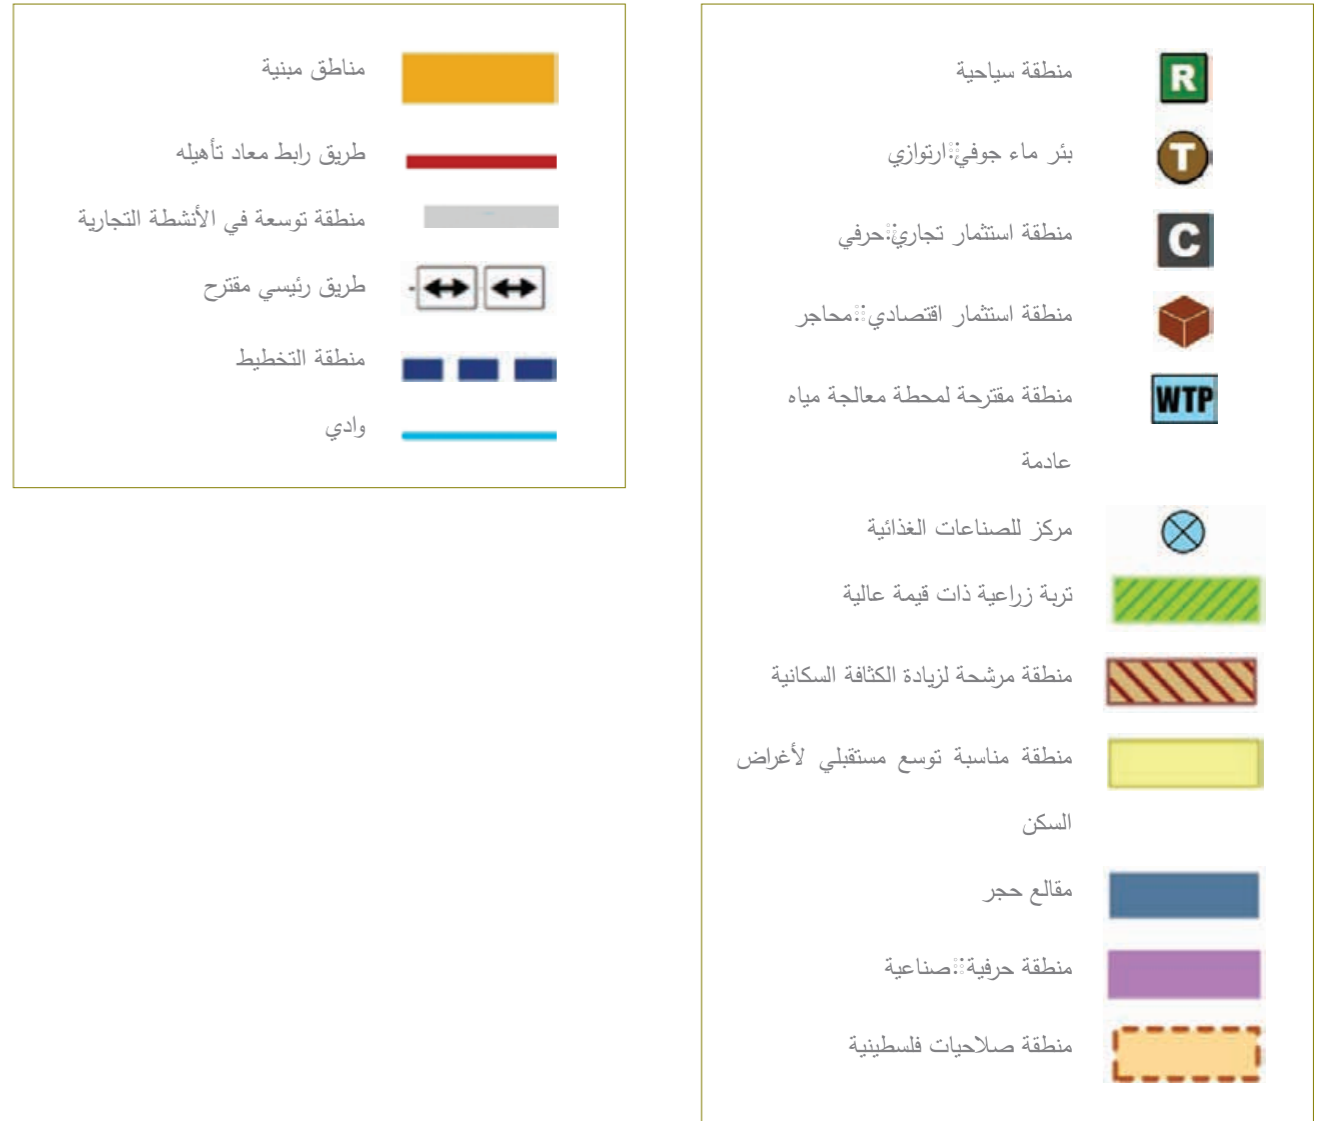 منطقة سياحية
R
بئر ماء جوفي:ارتوازي
T
منطقة استثمار تجاري:حرفي
C
منطقة استثمار اقتصادي:محاجر
منطقة مقترحة لمحطة معالجة مياه
WTP
عادمة
مركز للصناعات الغذائية
تربة زراعية ذات قيمة عالية
منطقة مرشحة لزيادة الكثافة السكانية
منطقة مناسبة توسع مستقبلي لأغراض
السكن
مقالع حجر
منطقة حرفية:صناعية
منطقة صلاحيات فلسطينية
مناطق مبنية
طريق رابط معاد تأهيله
منطقة توسعة في الأنشطة التجارية
طريق رئيسي مقترح
منطقة التخطيط
وادي